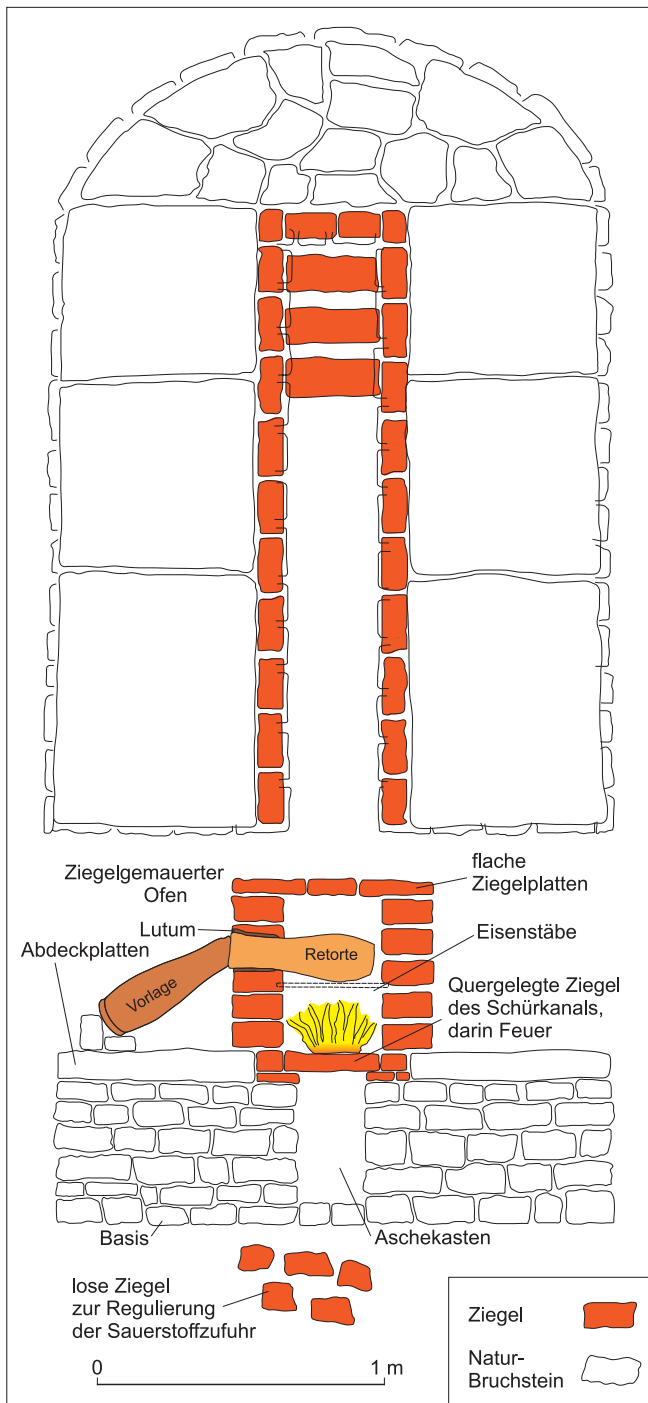 Ziegelgemauerter
Ofen
flache
Ziegelplatten
Lutum
Abdeckplatten
Retorte
Eisenstäbe
Vorlage
Quergelegte Ziegel
des Schürkanals,
darin Feuer
Basis
Aschekasten
lose Ziegel
zur Regulierung
der Sauerstoffzufuhr
0
1 m
Ziegel
Natur-
Bruchstein